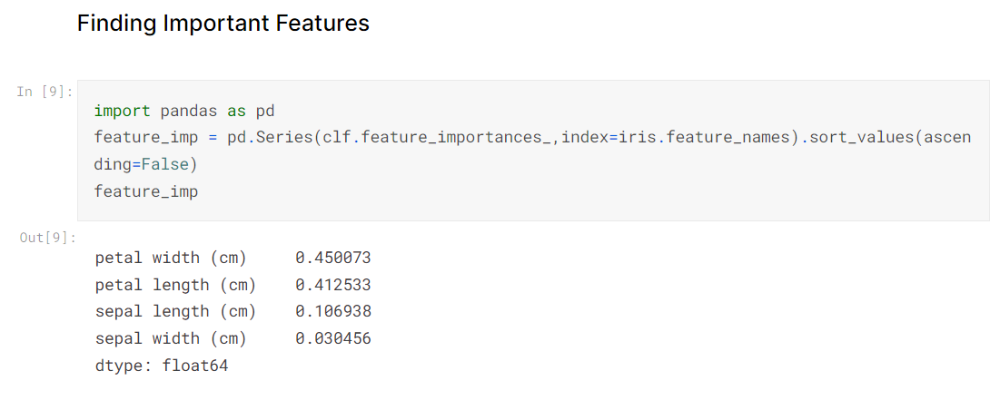 Finding Important Features
In [9]:
import pandas as pd
feature_imp = pd.Series(clf.feature_importances_,index=iris.feature_names).sort_values(ascen
ding=False)
feature_imp
Out[9]:
petal width (cm)     0.450073
petal length (cm)    0.412533
sepal length (cm)    0.106938
sepal width (cm)     0.030456
dtype: float64